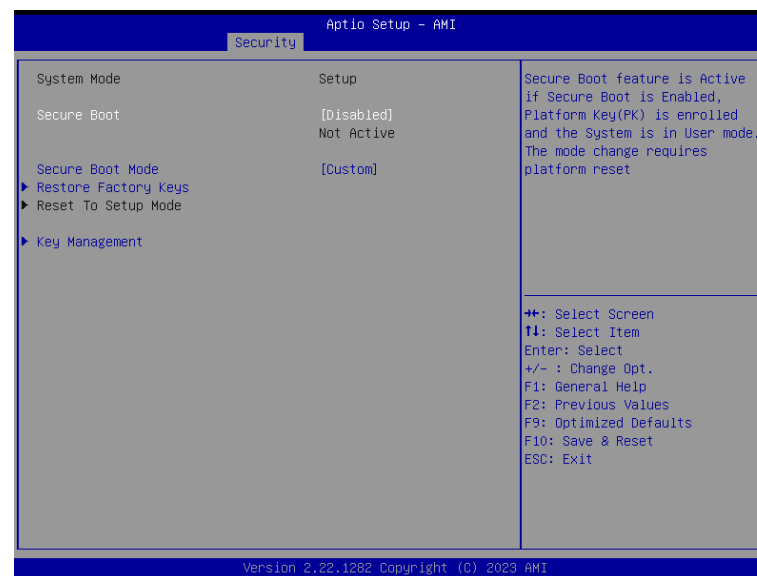 Aptio Setup – AMI
Security
System Mode Setup
Secure Boot [Disabled]
Not Active
Secure Boot Mode [Custom]
Restore Factory Keys
Reset To Setup Mode
Key Management
Secure Boot feature is Active
if Secure Boot is Enabled,
Platform Key(PK) is enrolled
and the System is in User mode.
The mode change requires
platform reset
→←: Select Screen
↑↓: Select Item
Enter: Select
+/- : Change Opt.
F1: General Help
F2: Previous Values
F9: Optimized Defaults
F10: Save & Reset
ESC: Exit
Version 2.22.1282 Copyright (C) 2023 AMI